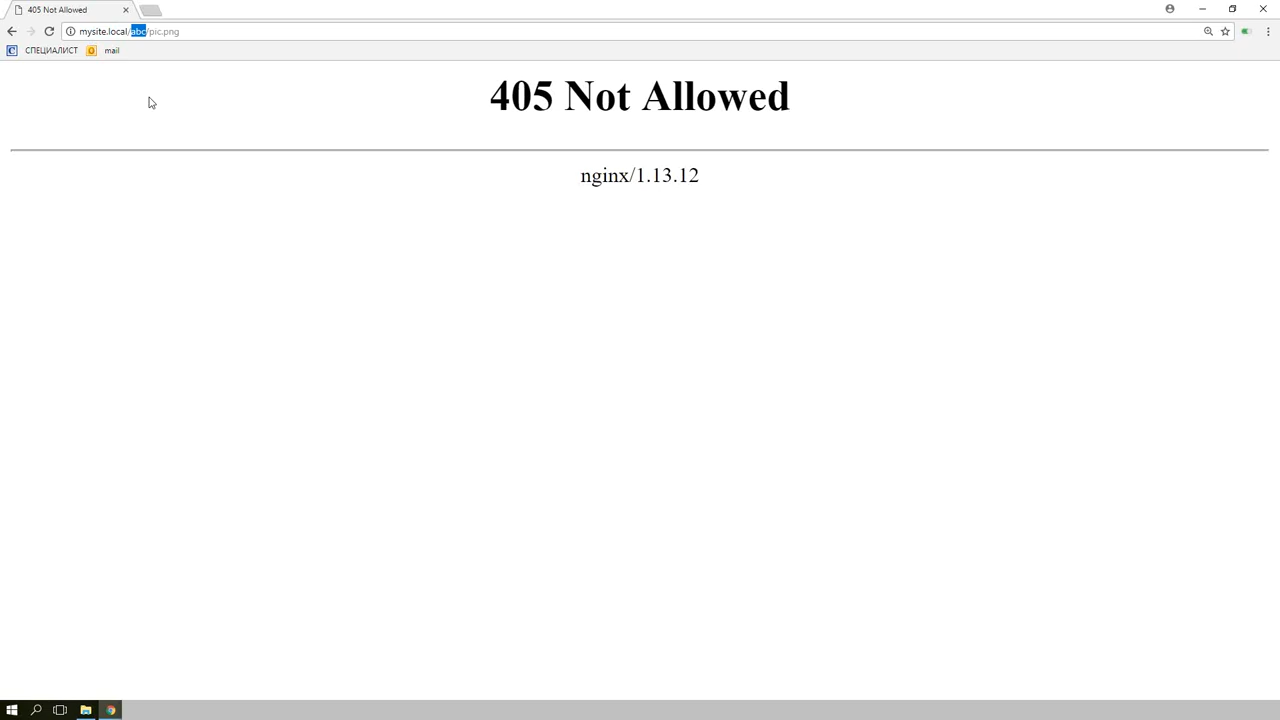 405 Not Allowed
mysite.local/abc/pic.png
СПЕЦИАЛИСТ mail
405 Not Allowed
nginx/1.13.12